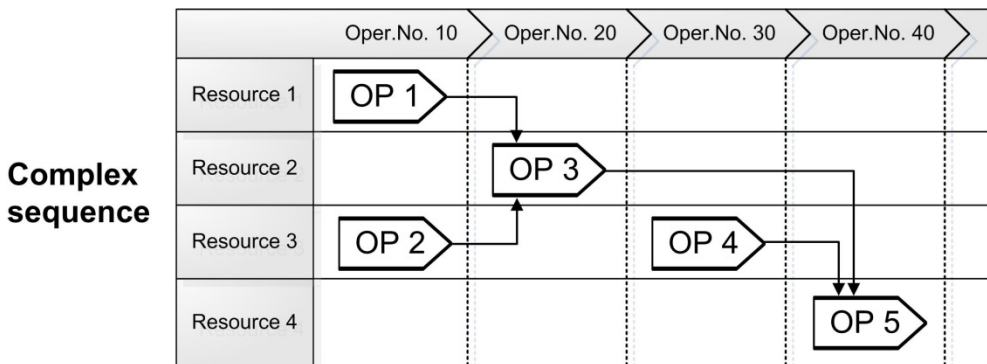 Oper.No. 10 Oper.No. 20 Oper.No. 30 Oper.No. 40
Resource 1 OP 1
Complex
sequence
Resource 2 OP 3
Resource 3 OP 2 OP 4
Resource 4 OP 5